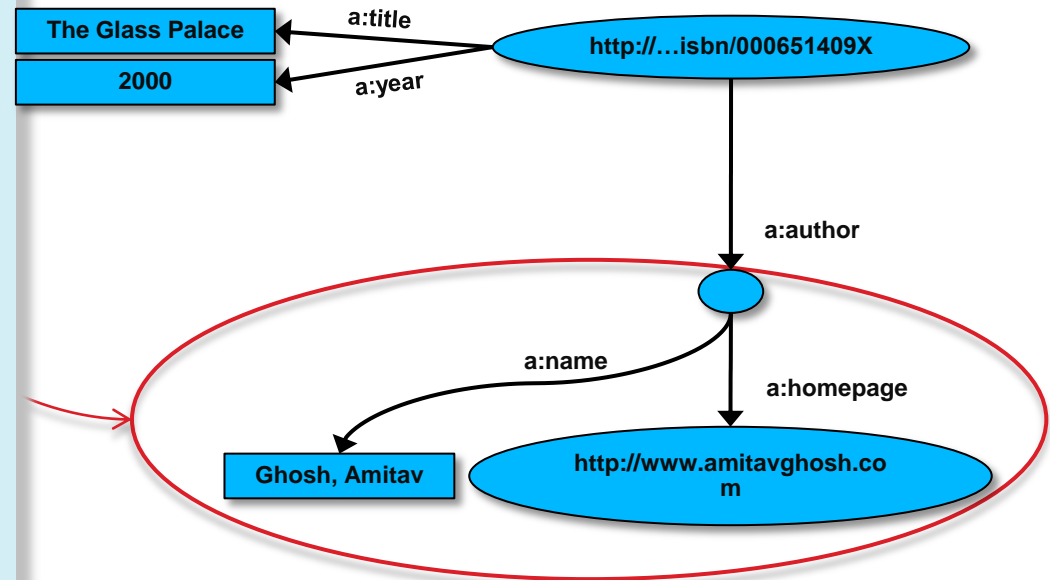 The Glass Palace
a:title
http://…isbn/000651409X
2000
a:year
a:author
a:name
a:homepage
Ghosh, Amitav
http://www.amitavghosh.co
m